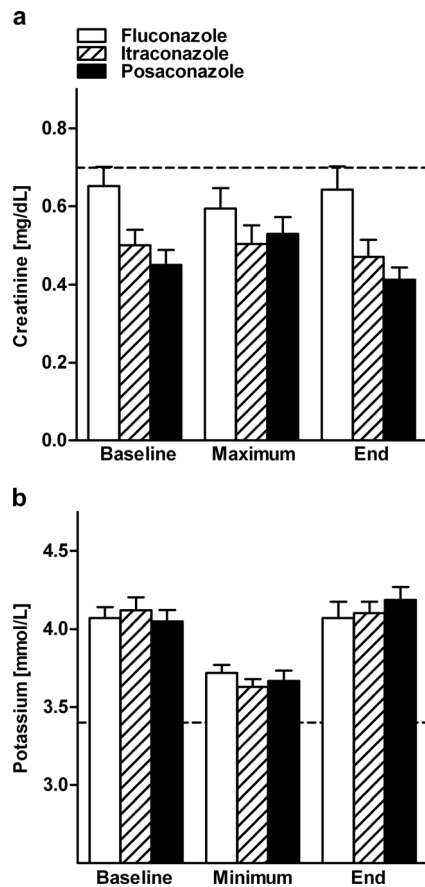 a
Fluconazole
Itraconazole
Posaconazole
Creatinine [mg/dL]
0.8
0.6
0.4
0.2
0.0
Baseline Maximum End
b
Potassium [mmol/L]
4.5
4.0
3.5
3.0
Baseline Minimum End